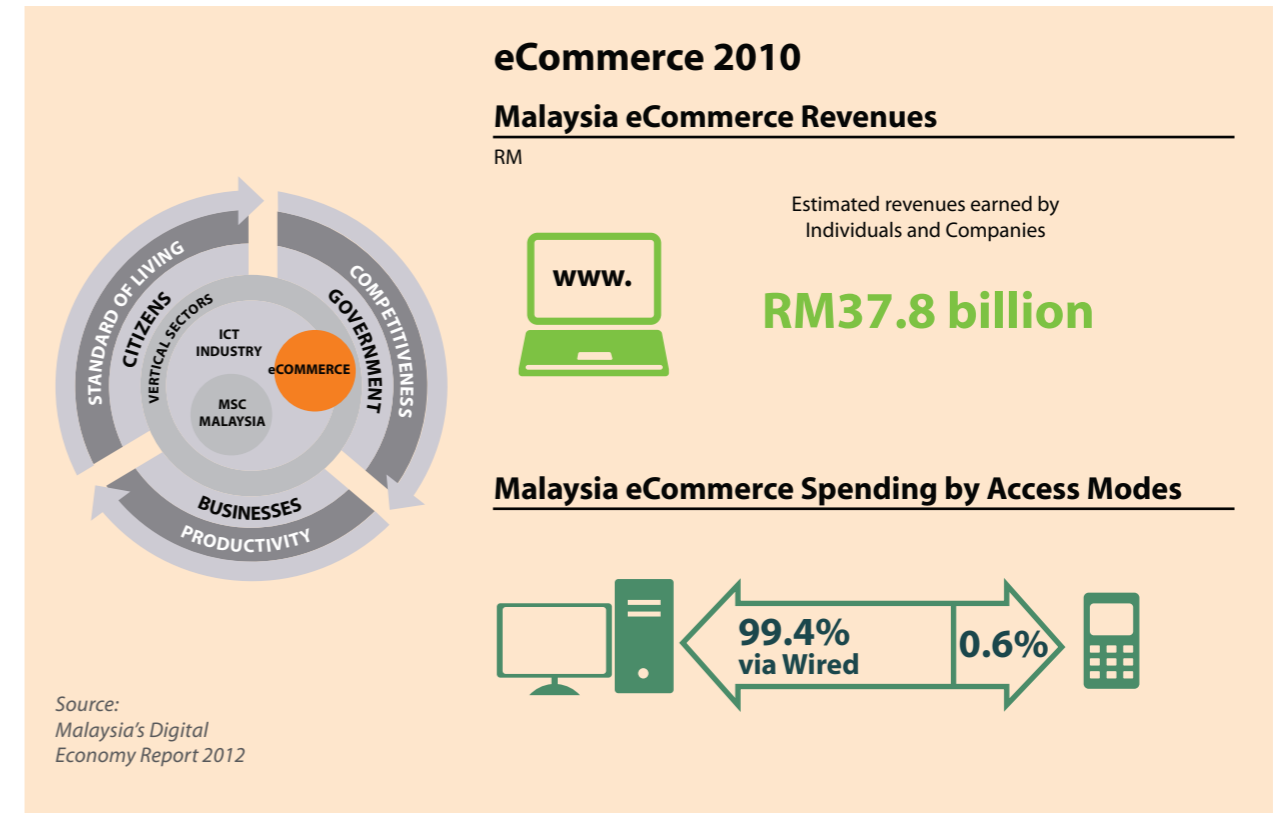 eCommerce 2010
Malaysia eCommerce Revenues
RM
Estimated revenues earned by
Individuals and Companies
www.
RM37.8 billion
STANDARD OF LIVING
CITIZENS
VERTICAL SECTORS
ICT
INDUSTRY
eCOMMERCE
MSC
MALAYSIA
GOVERNMENT
COMPETITIVENESS
BUSINESSES
PRODUCTIVITY
Malaysia eCommerce Spending by Access Modes
99.4%
via Wired
0.6%
Source:
Malaysia's Digital
Economy Report 2012